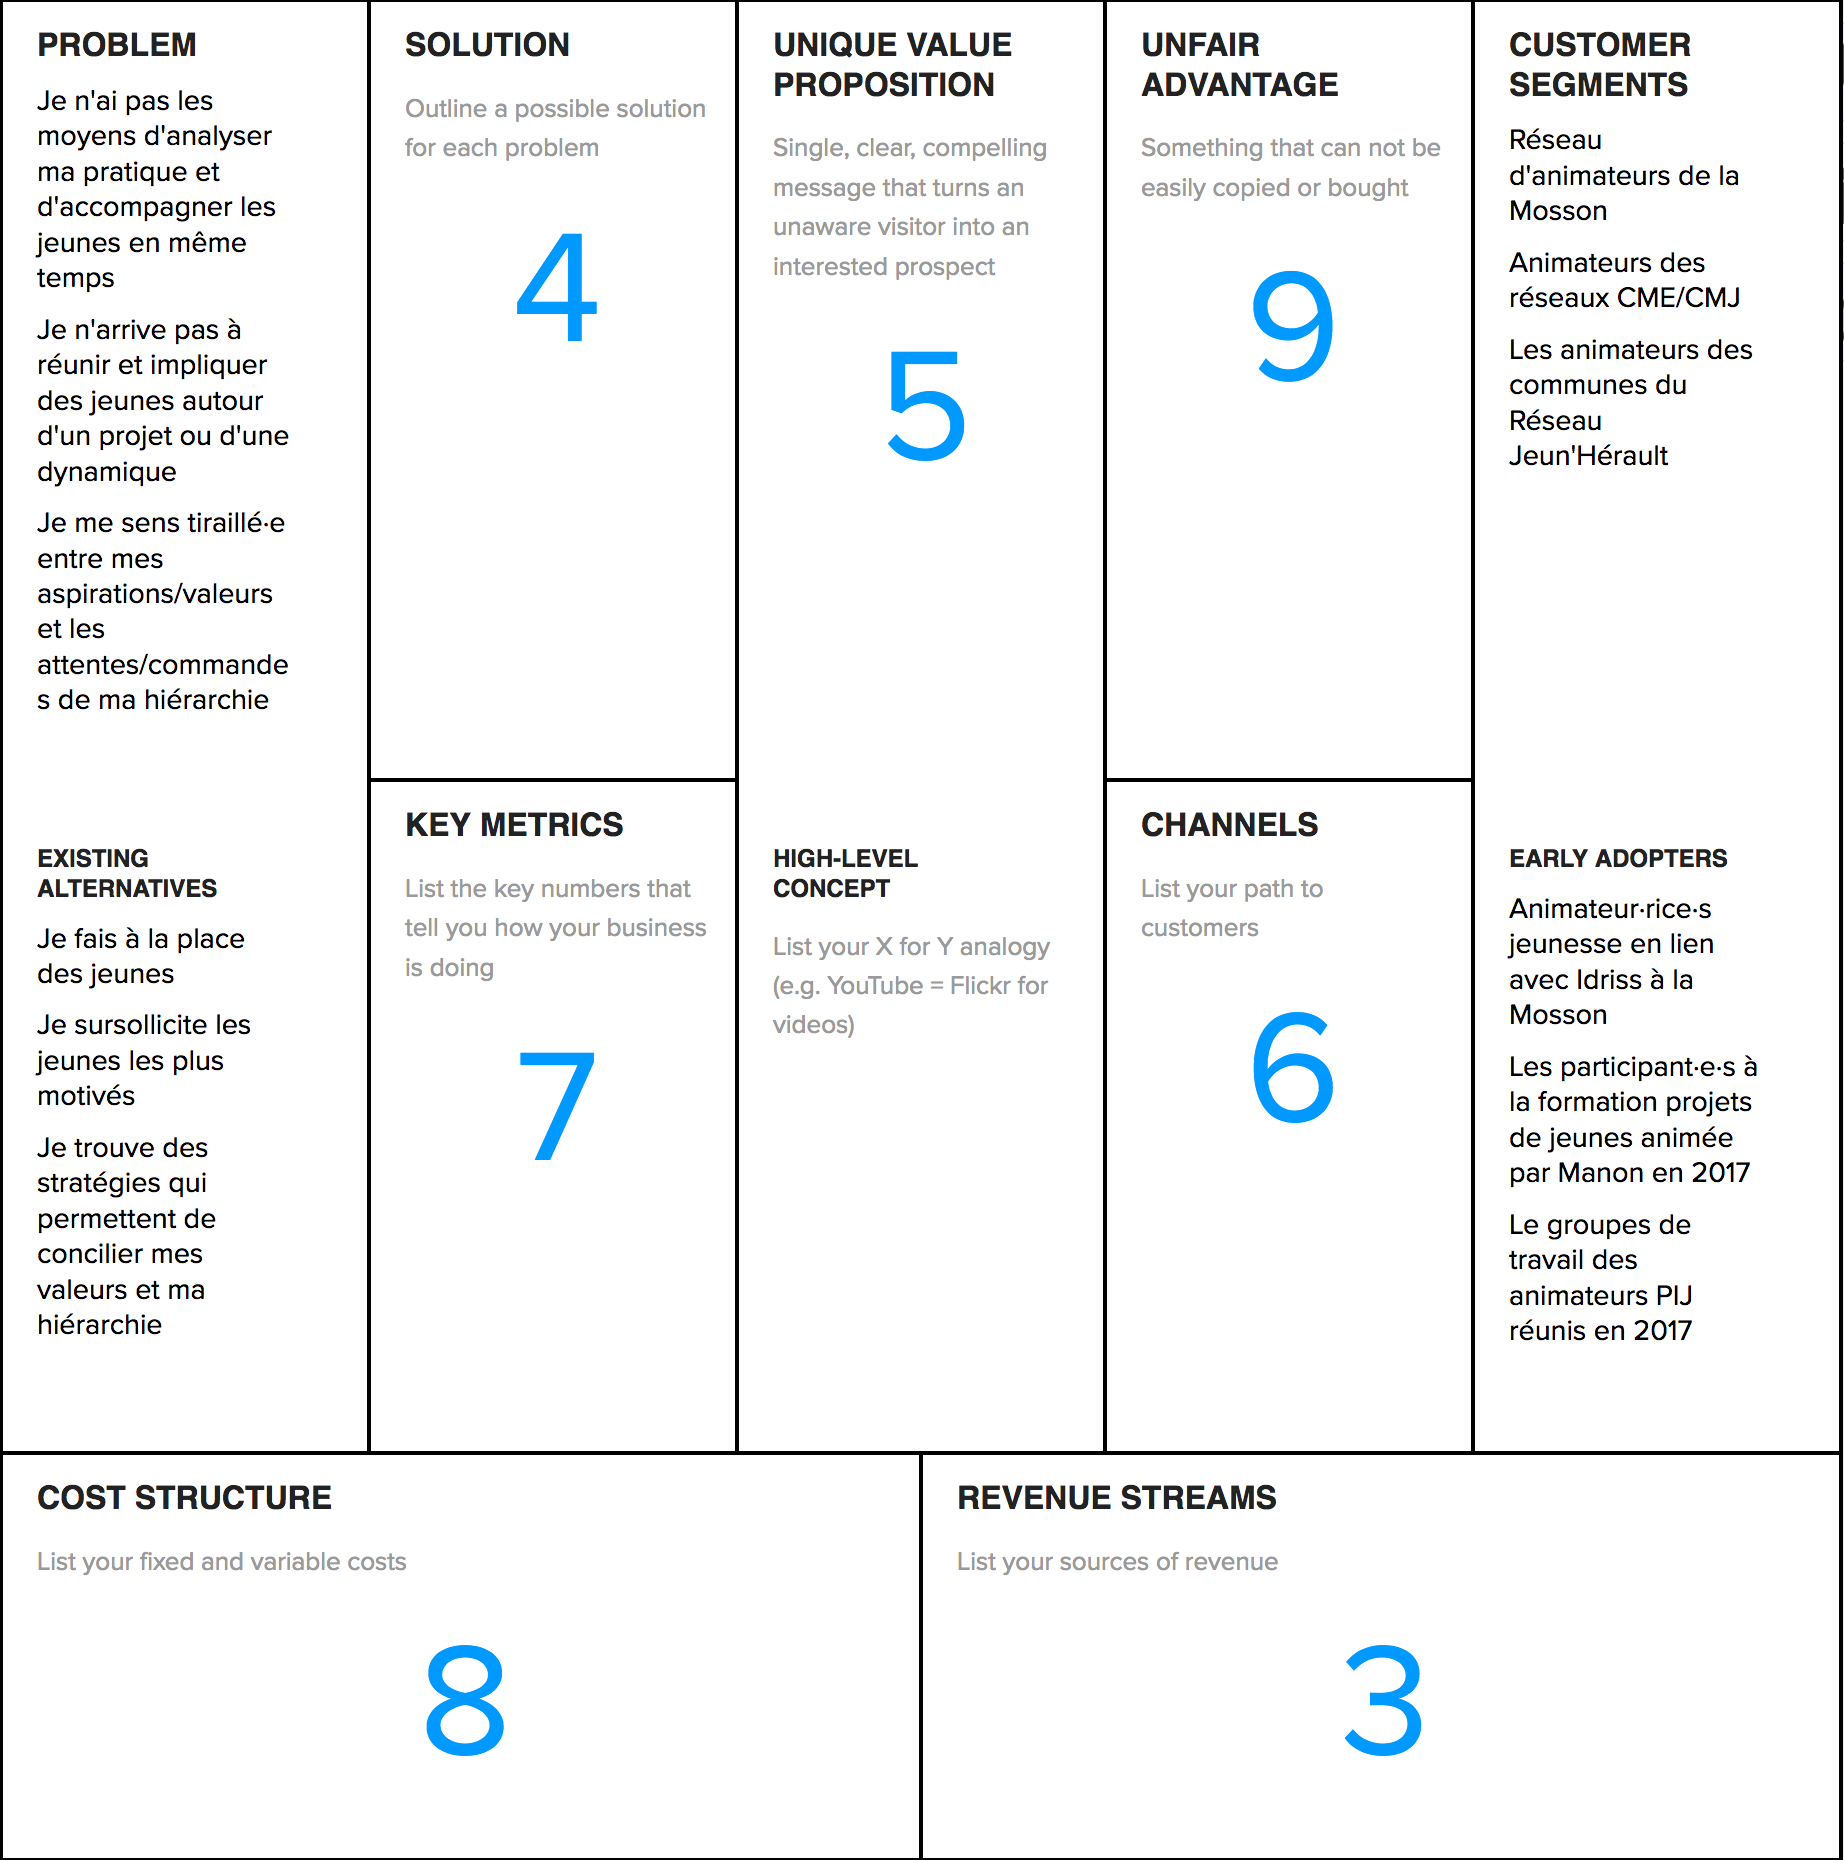 PROBLEM
Je n'ai pas les
moyens d'analyser
ma pratique et
d'accompagner les
jeunes en même
temps
Je n'arrive pas à
réunir et impliquer
des jeunes autour
d'un projet ou d'une
dynamique
Je me sens tiraillé·e
entre mes
aspirations/valeurs
et les
attentes/commande
s de ma hiérarchie
EXISTING
ALTERNATIVES
Je fais à la place
des jeunes
Je sursollicite les
jeunes les plus
motivés
Je trouve des
stratégies qui
permettent de
concilier mes
valeurs et ma
hiérarchie
SOLUTION
Outline a possible solution
for each problem
4
KEY METRICS
List the key numbers that
tell you how your business
is doing
7
UNIQUE VALUE
PROPOSITION
Single, clear, compelling
message that turns an
unaware visitor into an
interested prospect
5
HIGH-LEVEL
CONCEPT
List your X for Y analogy
(e.g. YouTube = Flickr for
videos)
UNFAIR
ADVANTAGE
Something that can not be
easily copied or bought
9
CHANNELS
List your path to
customers
6
CUSTOMER
SEGMENTS
Réseau
d'animateurs de la
Mosson
Animateurs des
réseaux CME/CMJ
Les animateurs des
communes du
Réseau
Jeun'Hérault
EARLY ADOPTERS
Animateur·rice·s
jeunesse en lien
avec Idriss à la
Mosson
Les participant·e·s à
la formation projets
de jeunes animée
par Manon en 2017
Le groupes de
travail des
animateurs PIJ
réunis en 2017
COST STRUCTURE
List your fixed and variable costs
8
REVENUE STREAMS
List your sources of revenue
3